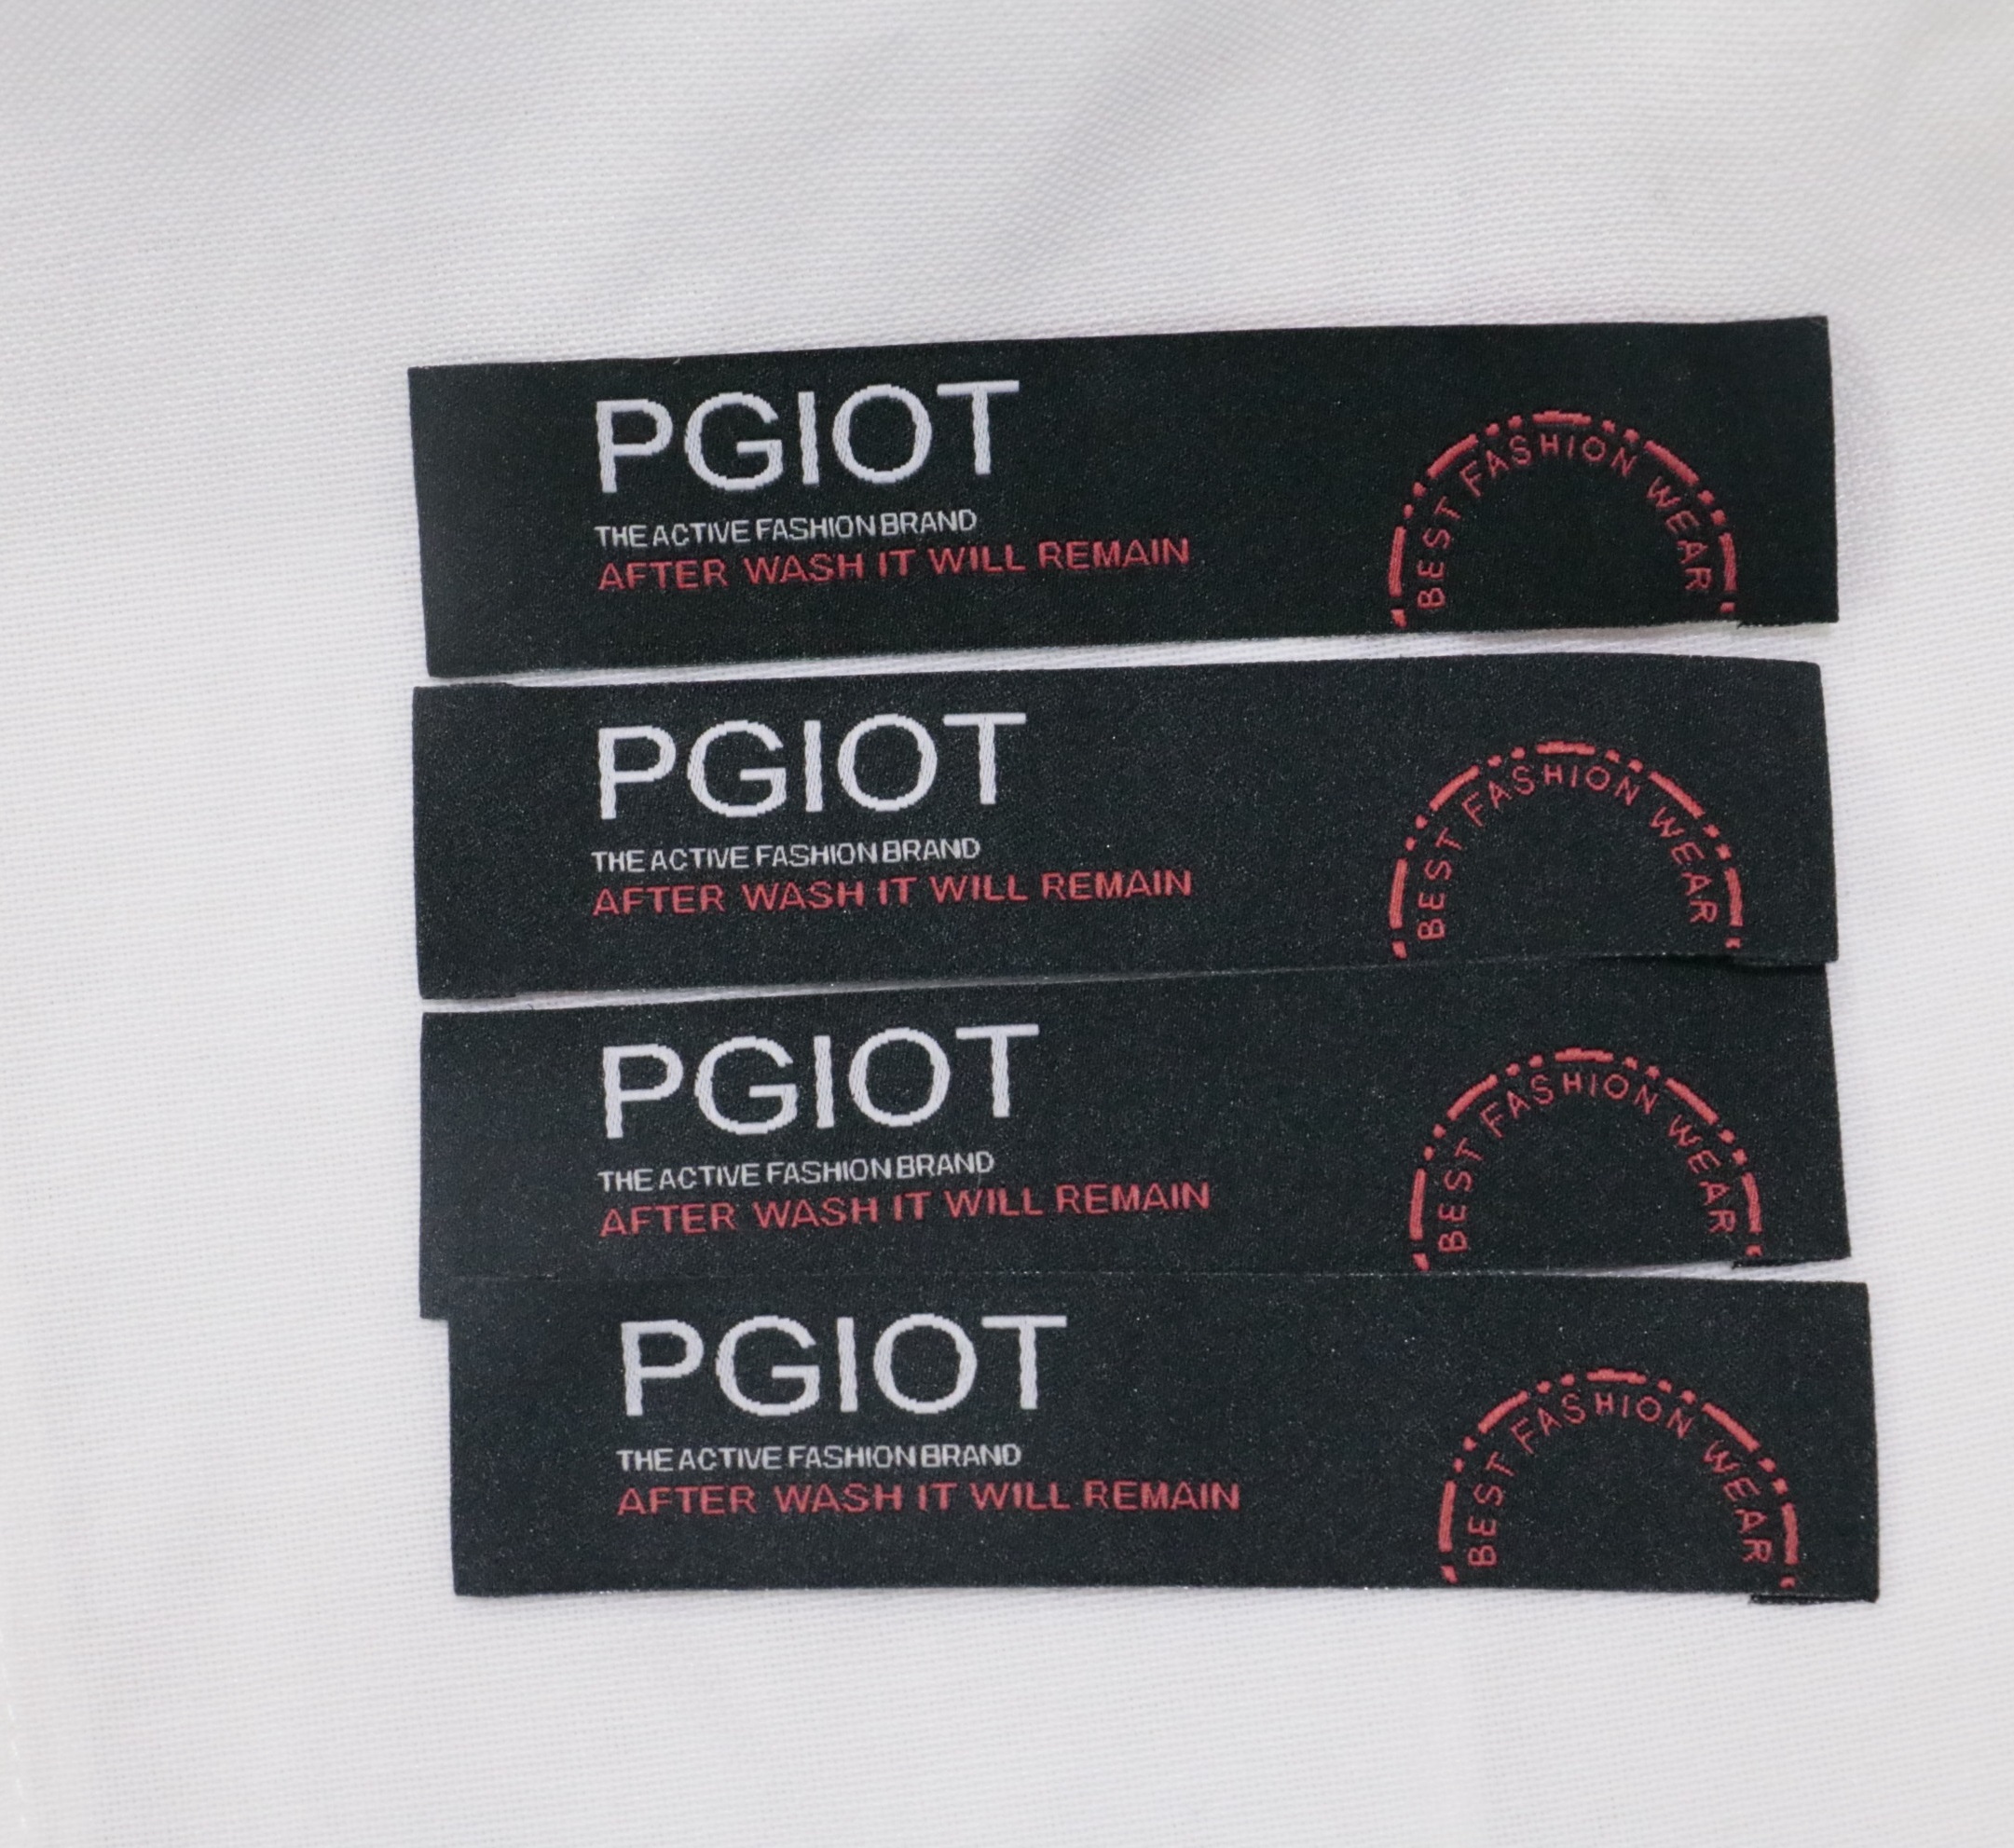 PGIOT
THE ACTIVE FASHION BRAND
AFTER WASH IT WILL REMAIN
BEST FASHION WEAR
PGIOT
THE ACTIVE FASHION BRAND
AFTER WASH IT WILL REMAIN
BEST FASHION WEAR
PGIOT
THE ACTIVE FASHION BRAND
AFTER WASH IT WILL REMAIN
BEST FASHION WEAR
PGIOT
THE ACTIVE FASHION BRAND
AFTER WASH IT WILL REMAIN
BEST FASHION WEAR